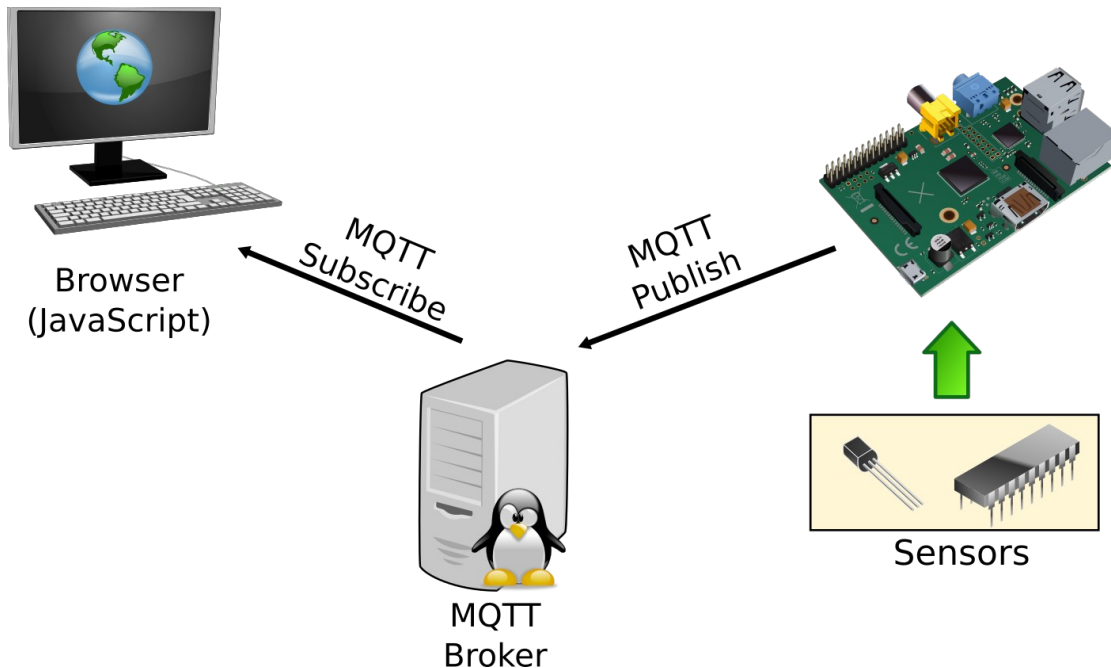 Browser
(JavaScript)
MQTT
Subscribe
MQTT
Publish
MQTT
Broker
Sensors